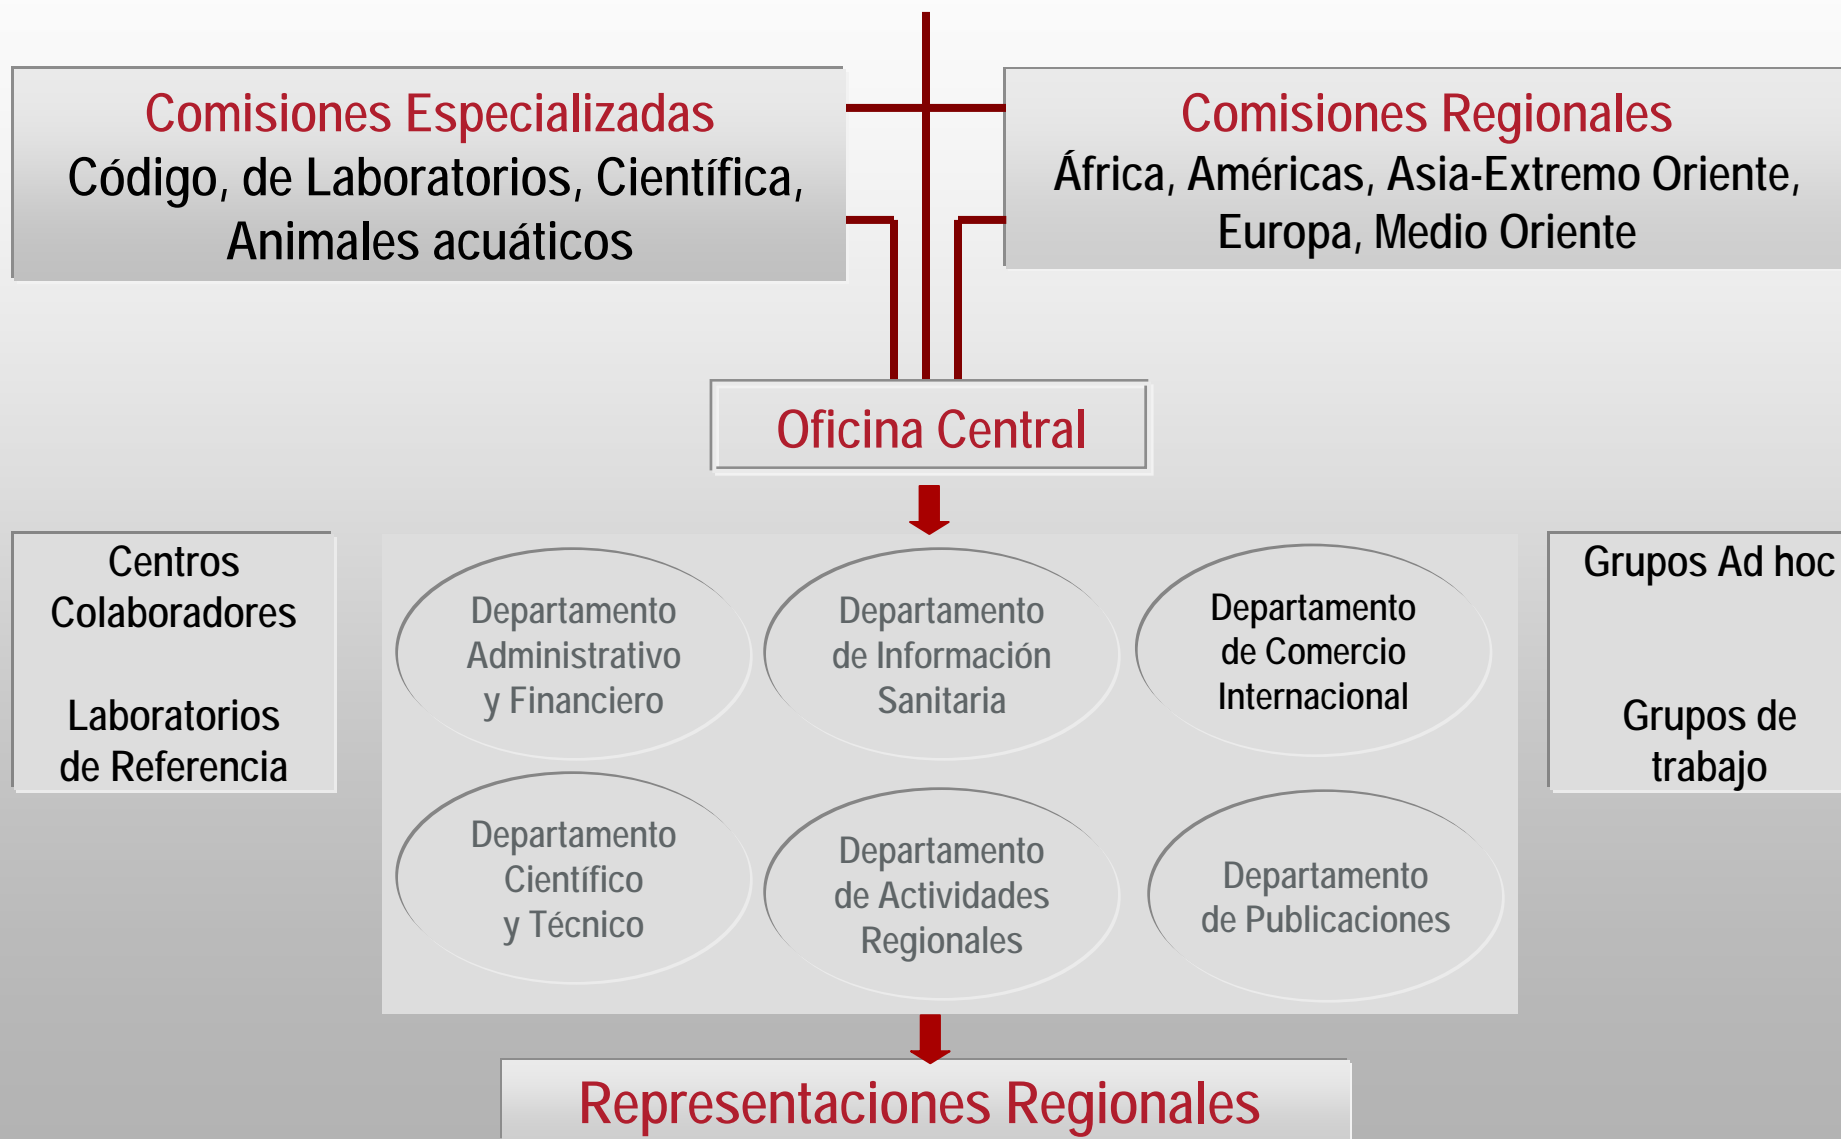 Comisiones Especializadas
Código, de Laboratorios, Científica,
Animales acuáticos
Comisiones Regionales
África, Américas, Asia-Extremo Oriente,
Europa, Medio Oriente
Oficina Central
Centros
Colaboradores
Laboratorios
de Referencia
Departamento
Administrativo
y Financiero
Departamento
de Información
Sanitaria
Departamento
de Comercio
Internacional
Departamento
Científico
y Técnico
Departamento
de Actividades
Regionales
Departamento
de Publicaciones
Grupos Ad hoc
Grupos de
trabajo
Representaciones Regionales